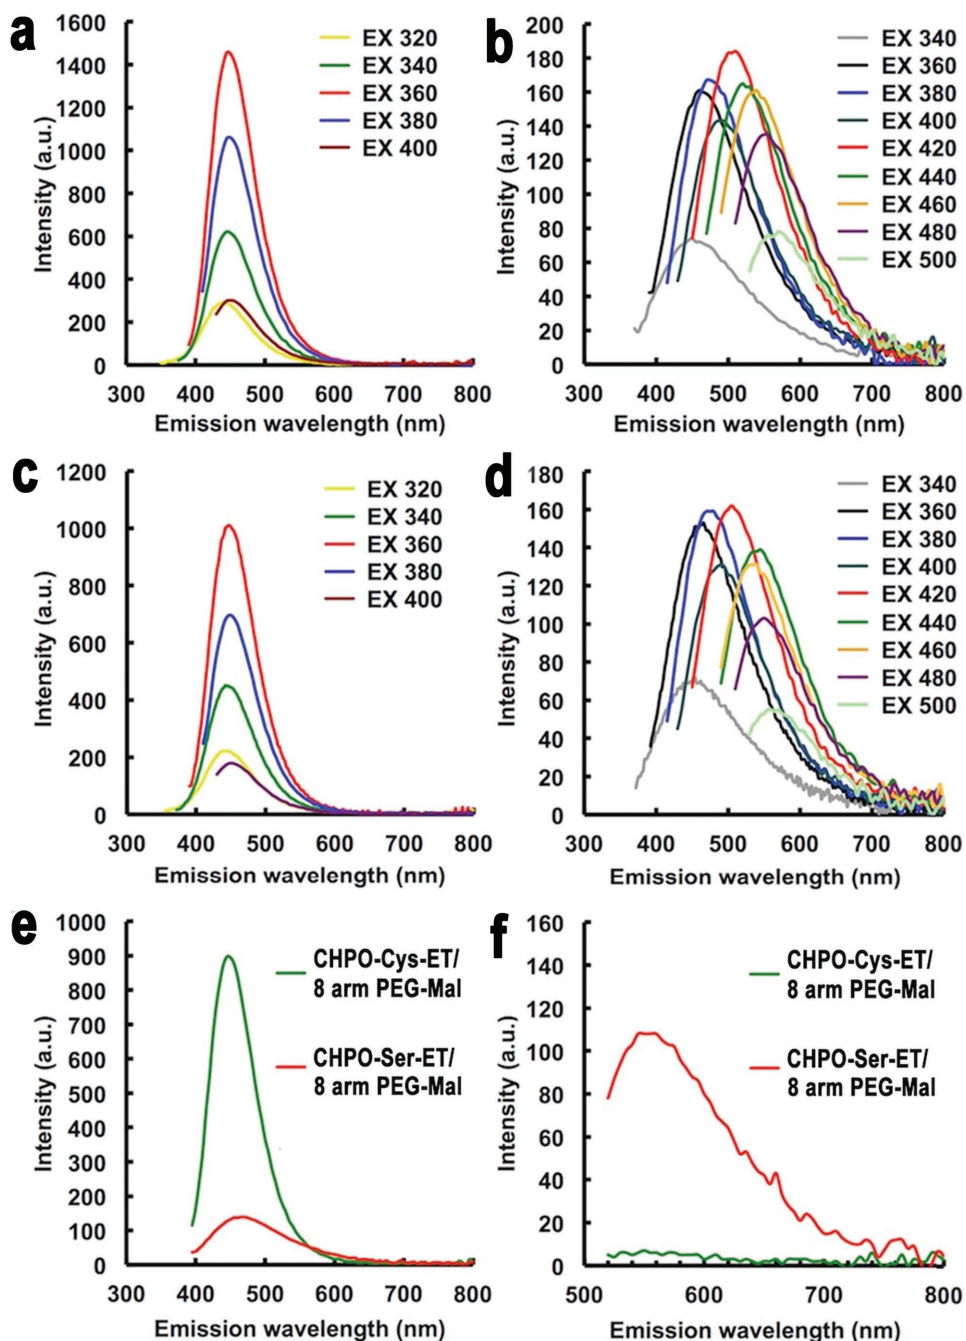 a
1600
1400
1200
1000
800
600
400
200
0
Intensity (a.u.)
EX 320
EX 340
EX 360
EX 380
EX 400
300 400 500 600 700 800
Emission wavelength (nm)
b
200
180
160
140
120
100
80
60
40
20
0
Intensity (a.u.)
EX 340
EX 360
EX 380
EX 400
EX 420
EX 440
EX 460
EX 480
EX 500
300 400 500 600 700 800
Emission wavelength (nm)
c
1200
1000
800
600
400
200
0
Intensity (a.u.)
EX 320
EX 340
EX 360
EX 380
EX 400
300 400 500 600 700 800
Emission wavelength (nm)
d
180
160
140
120
100
80
60
40
20
0
Intensity (a.u.)
EX 340
EX 360
EX 380
EX 400
EX 420
EX 440
EX 460
EX 480
EX 500
300 400 500 600 700 800
Emission wavelength (nm)
e
1000
900
800
700
600
500
400
300
200
100
0
Intensity (a.u.)
CHPO-Cys-ET/
8 arm PEG-Mal
CHPO-Ser-ET/
8 arm PEG-Mal
300 400 500 600 700 800
Emission wavelength (nm)
f
160
140
120
100
80
60
40
20
0
Intensity (a.u.)
CHPO-Cys-ET/
8 arm PEG-Mal
CHPO-Ser-ET/
8 arm PEG-Mal
500 600 700 800
Emission wavelength (nm)